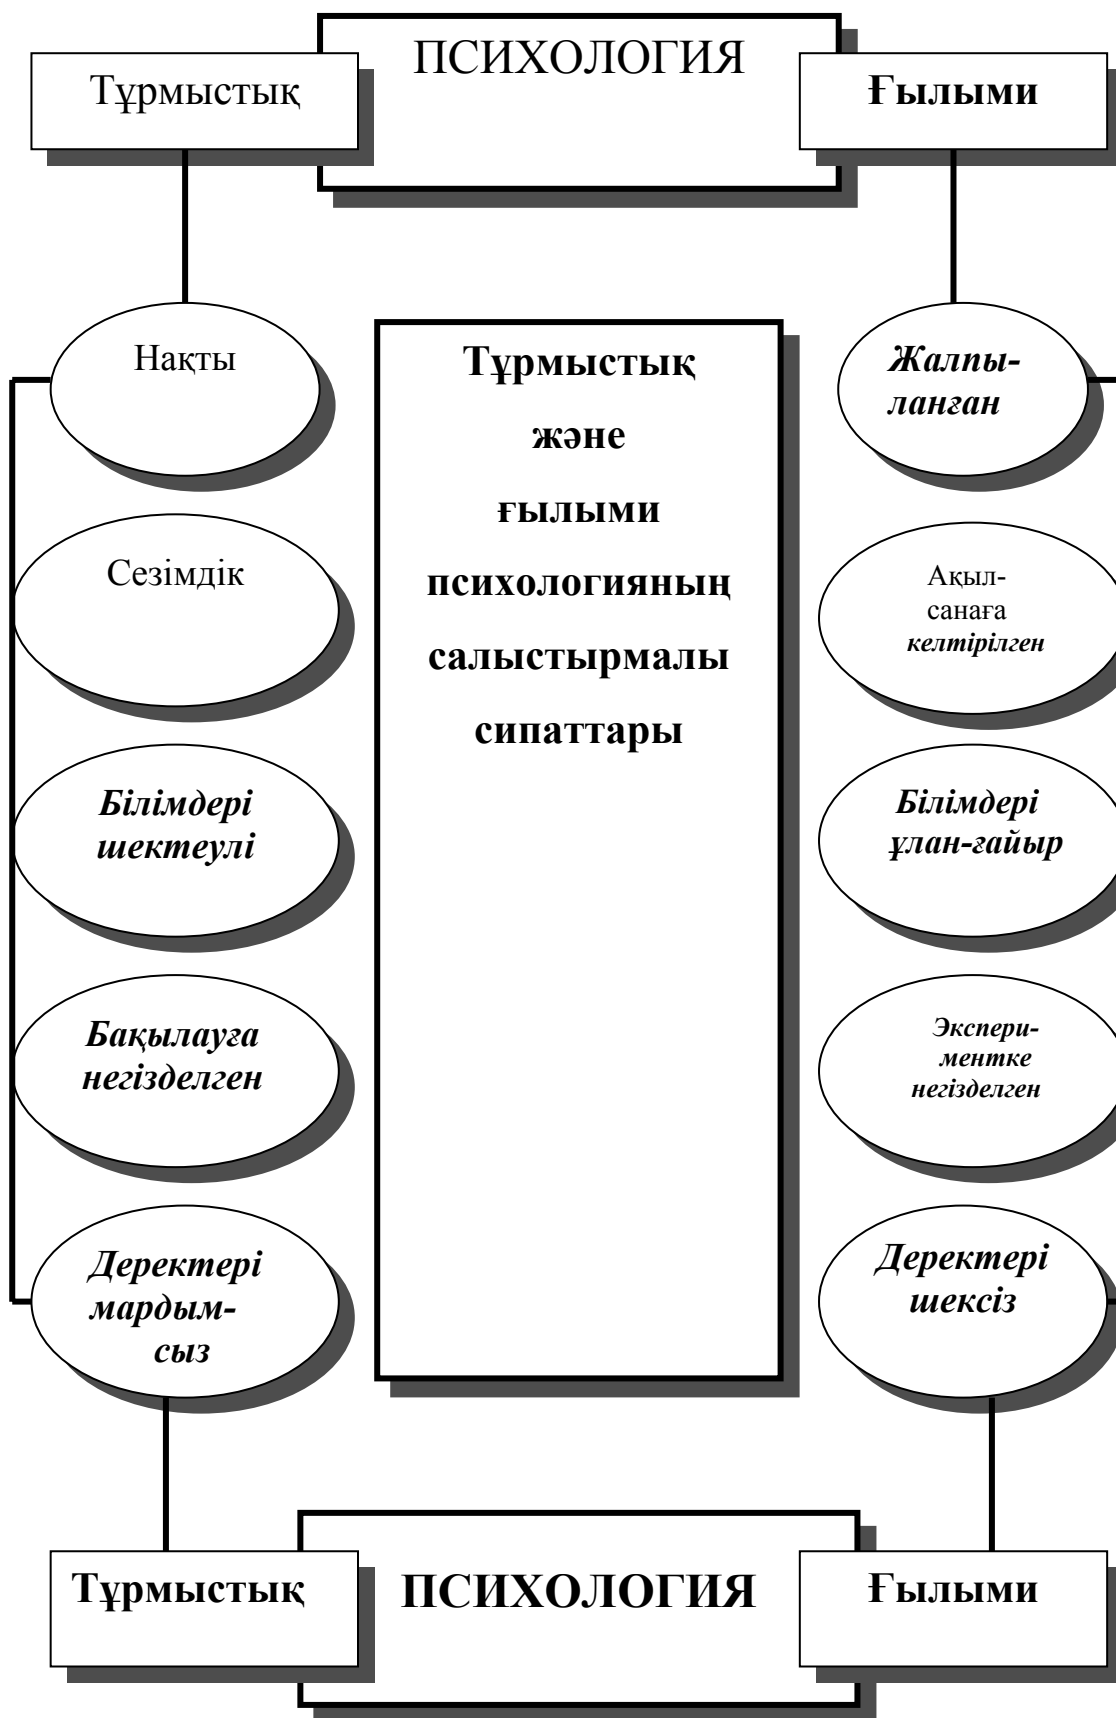 ПСИХОЛОГИЯ
Тұрмыстық
Ғылыми
Нақты
Сезімдік
Білімдері
шектеулі
Бақылауға
негізделген
Деректері
мардым-
сыз
Тұрмыстық
және
ғылыми
психологияның
салыстырмалы
сипаттары
Жалпы-
ланған
Ақыл-
санаға
келтірілген
Білімдері
ұлан-ғайыр
Экспери-
ментке
негізделген
Деректері
шексіз
Тұрмыстық
ПСИХОЛОГИЯ
Ғылыми